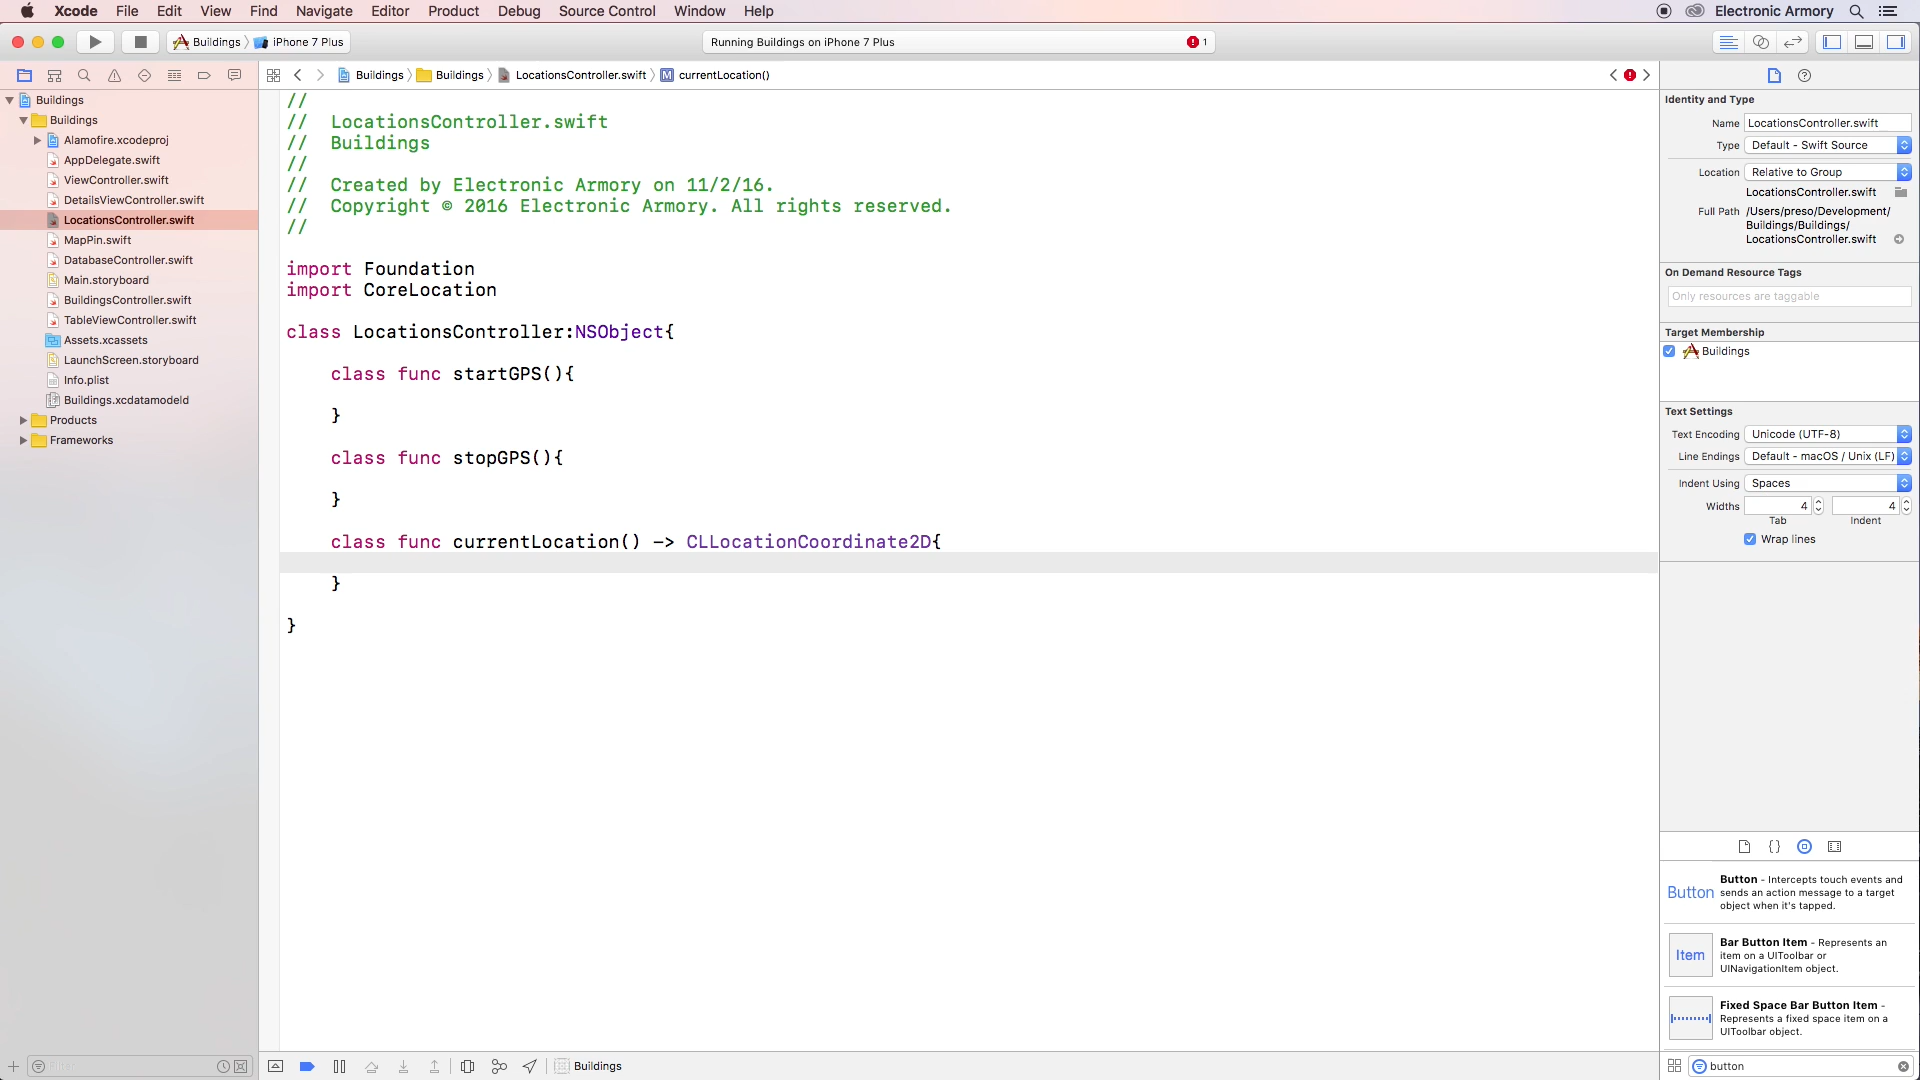 Xcode File Edit View Find Navigate Editor Product Debug Source Control Window Help Electronic Armory
Buildings iPhone 7 Plus Running Buildings on iPhone 7 Plus 1
Buildings Buildings LocationsController.swift M currentLocation()
Buildings
Buildings
Alamofire.xcodeproj
AppDelegate.swift
ViewController.swift
DetailsViewController.swift
LocationsController.swift
MapPin.swift
DatabaseController.swift
Main.storyboard
BuildingsController.swift
TableViewController.swift
Assets.xcassets
LaunchScreen.storyboard
Info.plist
Buildings.xcdatamodeld
Products
Frameworks
//
// LocationsController.swift
// Buildings
//
// Created by Electronic Armory on 11/2/16.
// Copyright © 2016 Electronic Armory. All rights reserved.
//
import Foundation
import CoreLocation
class LocationsController:NSObject{
class func startGPS(){
}
class func stopGPS(){
}
class func currentLocation() -> CLLocationCoordinate2D{
}
}
Identity and Type
Name LocationsController.swift
Type Default - Swift Source
Location Relative to Group
LocationsController.swift
Full Path /Users/preso/Development/
Buildings/Buildings/
LocationsController.swift
On Demand Resource Tags
Only resources are taggable
Target Membership
Buildings
Text Settings
Text Encoding Unicode (UTF-8)
Line Endings Default - macOS / Unix (LF)
Indent Using Spaces
Widths 4 4
Tab Indent
Wrap lines
{}
Button Button - Intercepts touch events and
sends an action message to a target
object when it's tapped.
Item Bar Button Item - Represents an
item on a UIToolbar or
UINavigationItem object.
Fixed Space Bar Button Item -
Represents a fixed space item on a
UIToolbar object.
Filter
Buildings
button